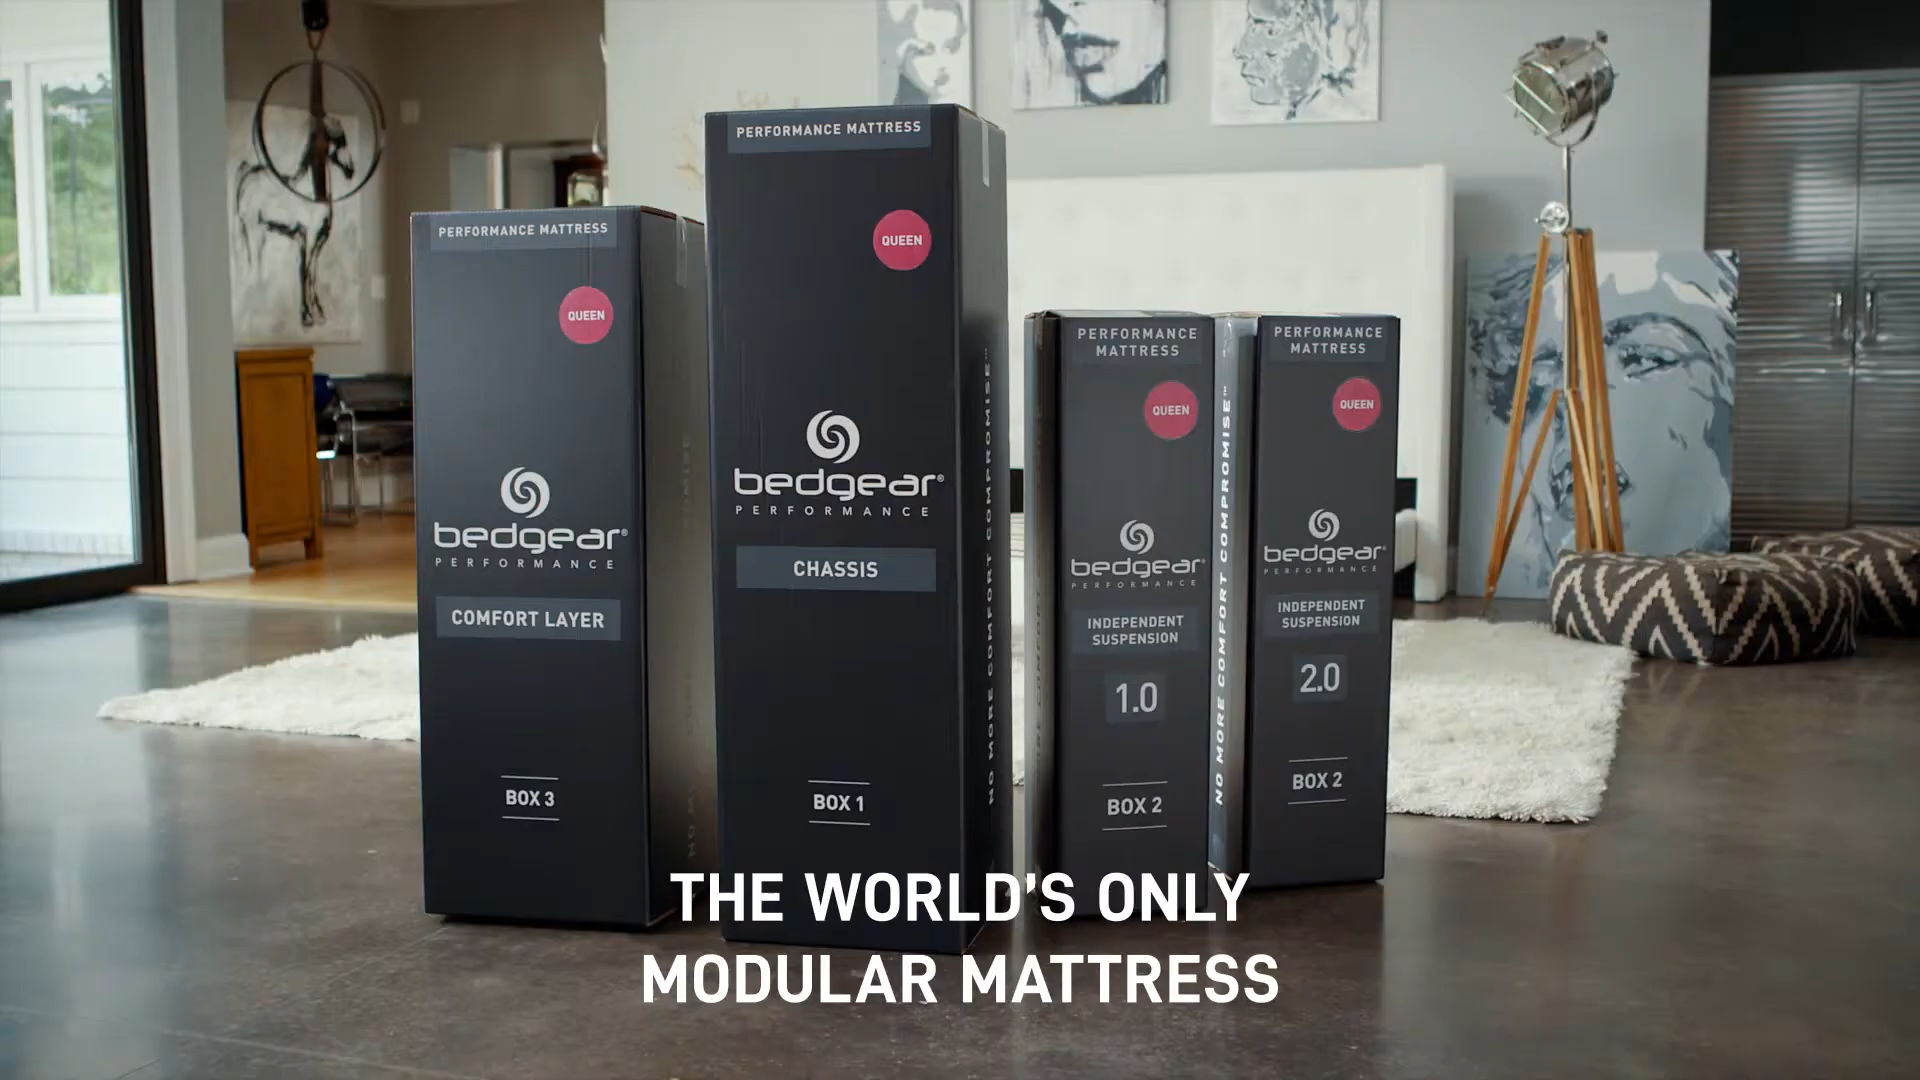 PERFORMANCE MATTRESS
QUEEN
bedgear®
PERFORMANCE
COMFORT LAYER
BOX 3
PERFORMANCE MATTRESS
QUEEN
bedgear®
PERFORMANCE
CHASSIS
BOX 1
NO MORE COMFORT COMPROMISE™
PERFORMANCE
MATTRESS
QUEEN
bedgear®
PERFORMANCE
INDEPENDENT
SUSPENSION
1.0
BOX 2
NO MORE COMFORT COMPROMISE™
PERFORMANCE
MATTRESS
QUEEN
bedgear®
PERFORMANCE
INDEPENDENT
SUSPENSION
2.0
BOX 2
THE WORLD'S ONLY
MODULAR MATTRESS